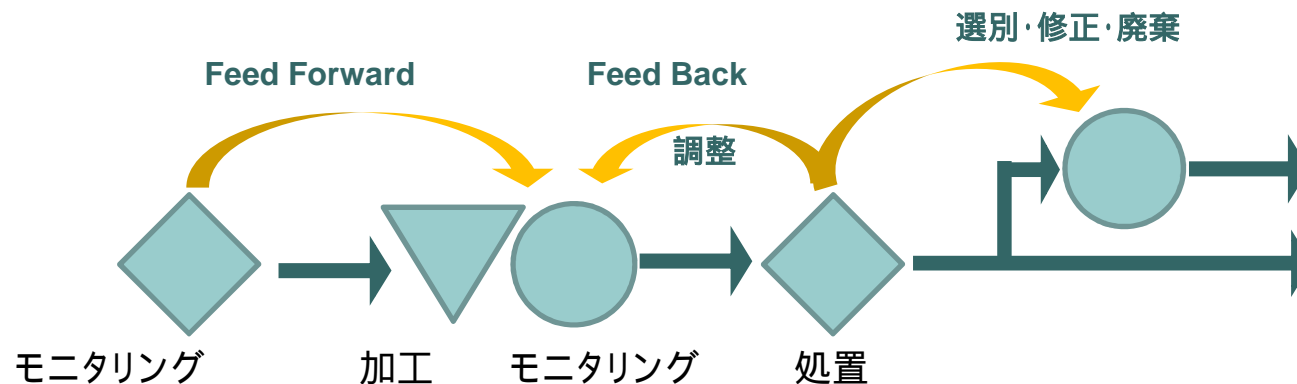 選別・修正・廃棄
Feed Forward
Feed Back
調整
モニタリング
加工
モニタリング
処置